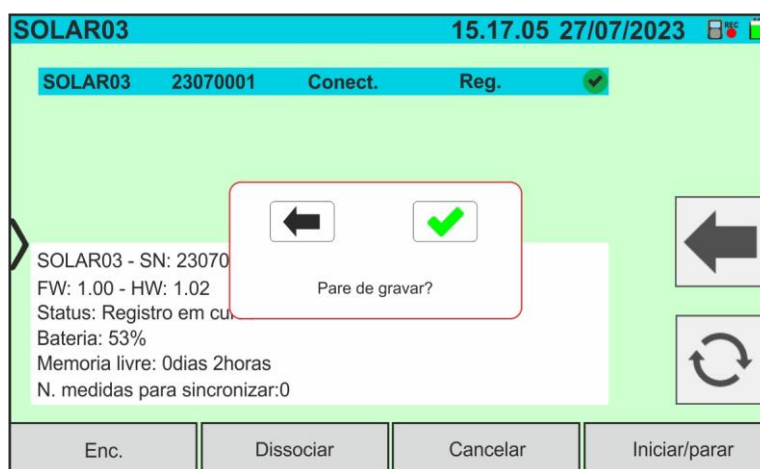 SOLAR03 15.17.05 27/07/2023 REC
SOLAR03 23070001 Conect. Reg.
Pare de gravar?
SOLAR03 - SN: 23070
FW: 1.00 - HW: 1.02
Status: Registro em cur
Bateria: 53%
Memoria livre: 0dias 2horas
N. medidas para sincronizar:0
Enc. Dissociar Cancelar Iniciar/parar